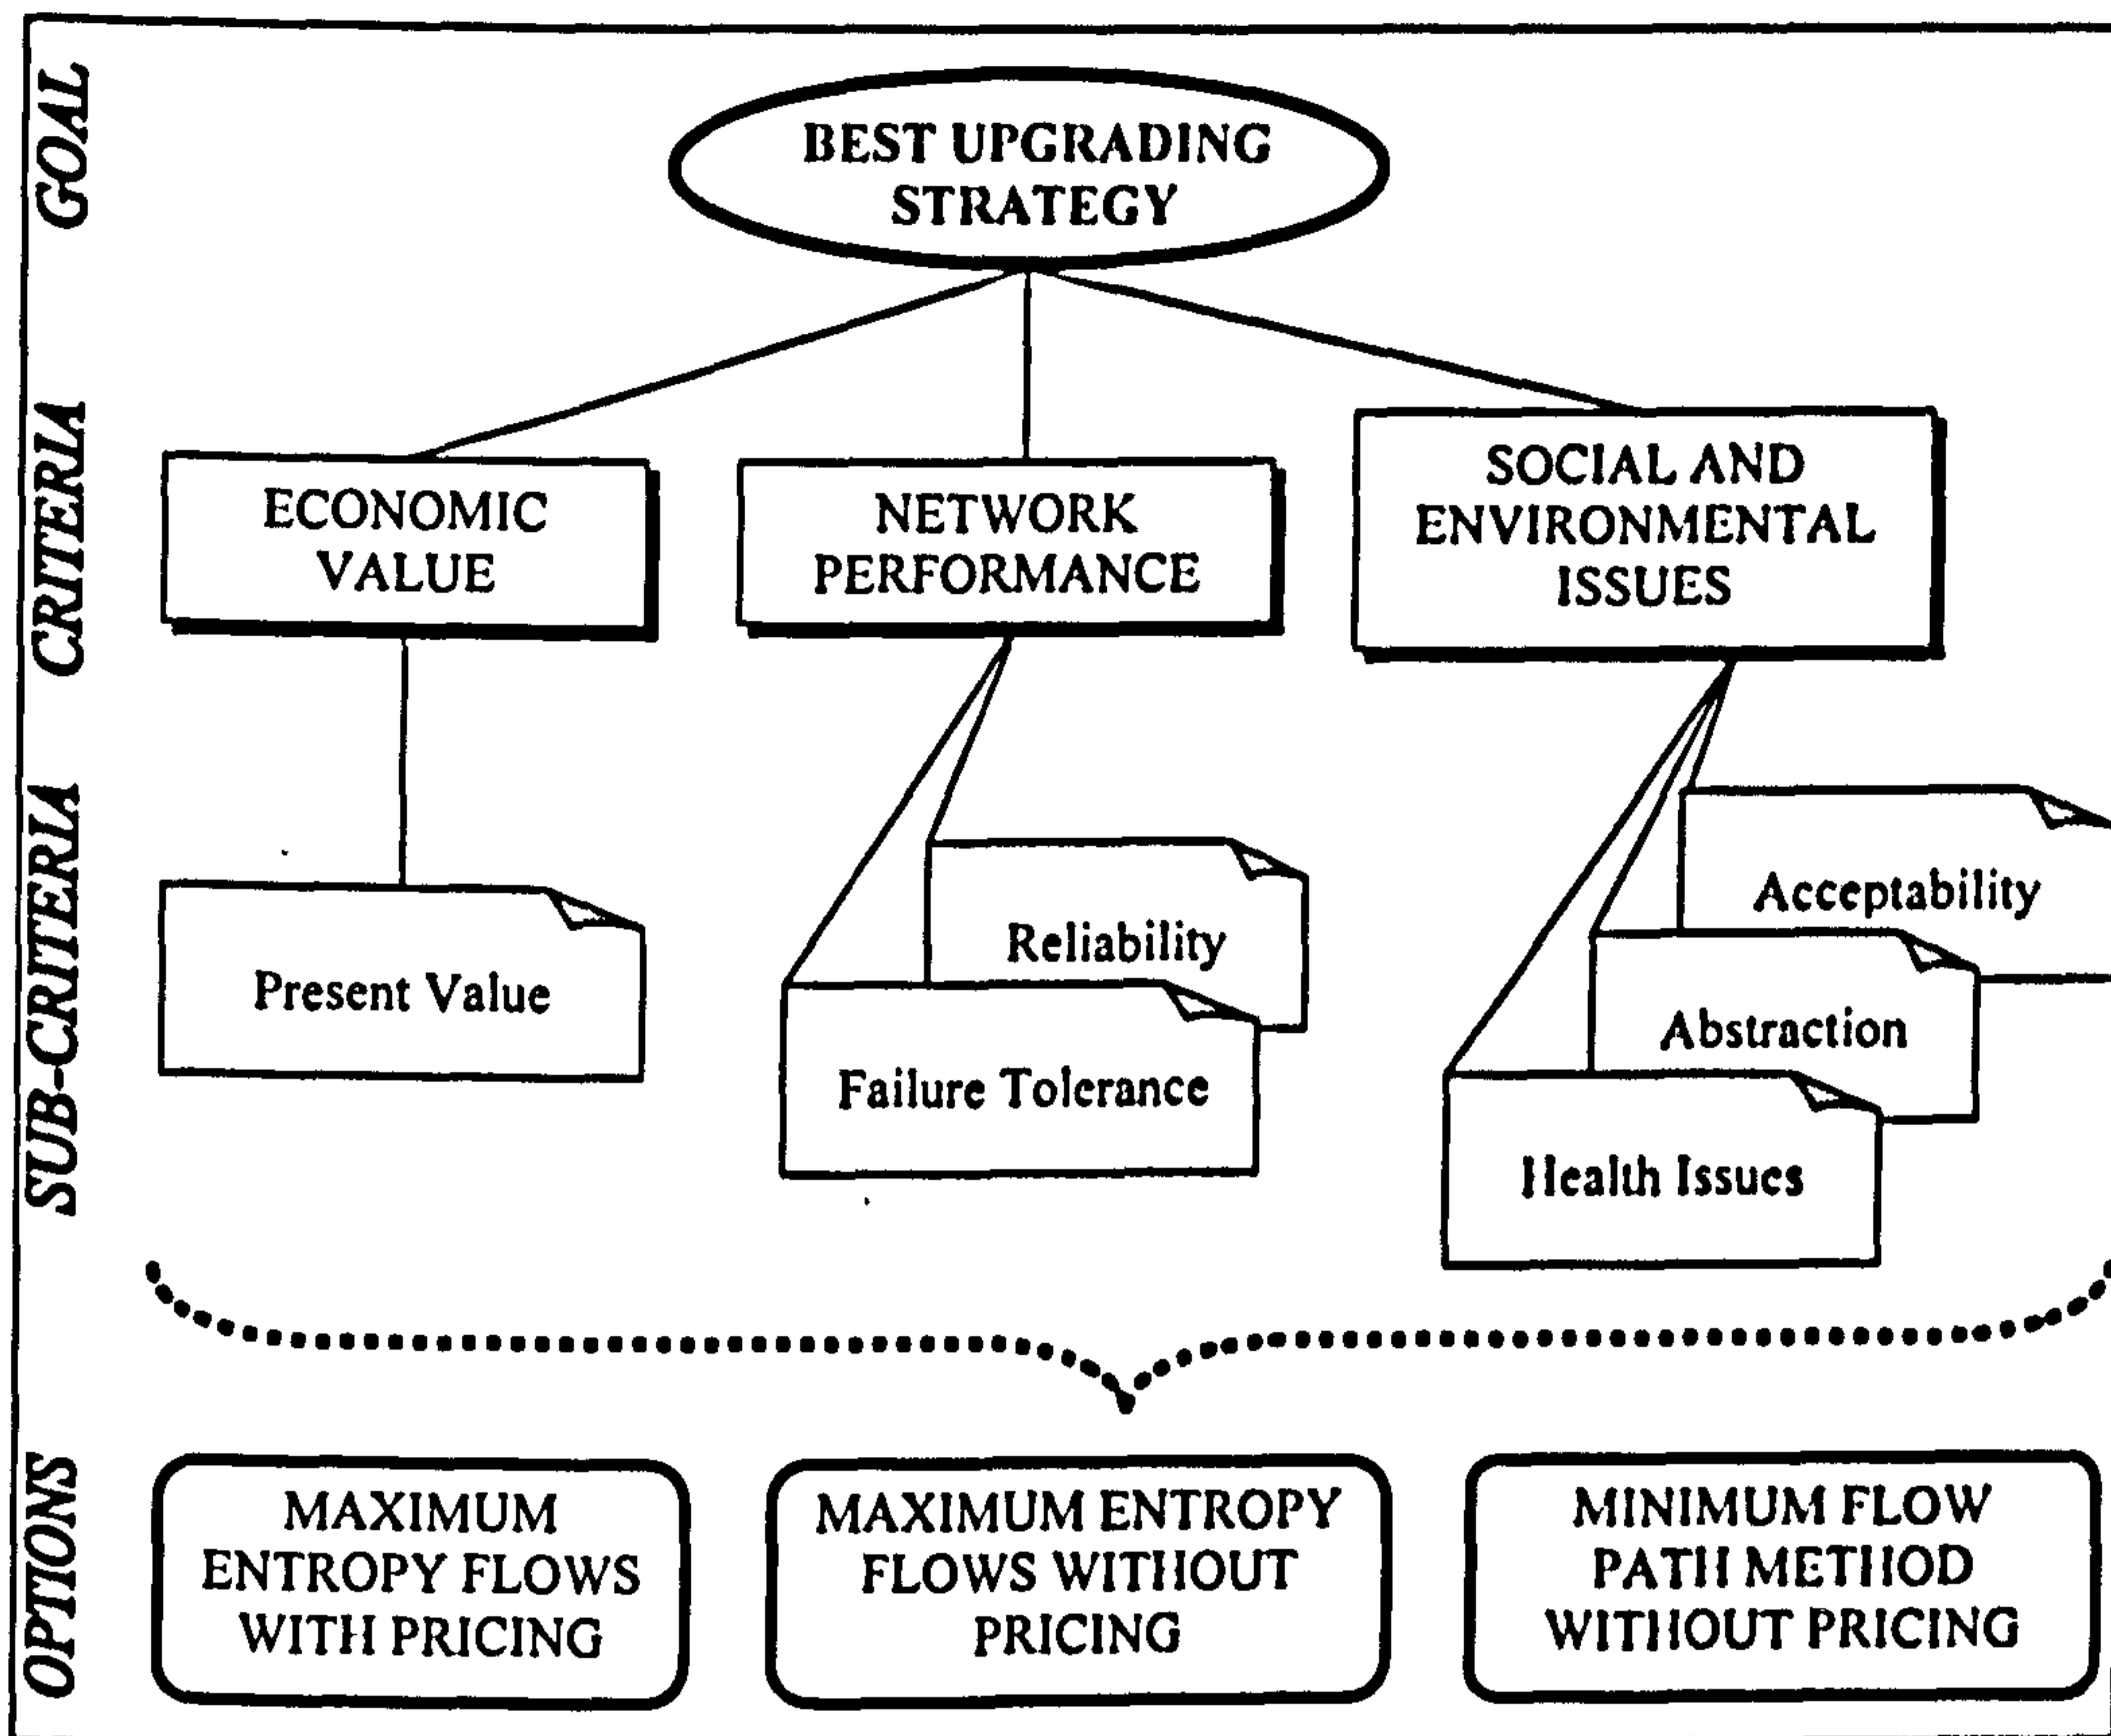 GOAL
BEST UPGRADING
STRATEGY
CRITERIA
ECONOMIC
VALUE
NETWORK
PERFORMANCE
SOCIAL AND
ENVIRONMENTAL
ISSUES
SUB-CRITERIA
Present Value
Reliability
Failure Tolerance
Acceptability
Abstraction
Health Issues
OPTIONS
MAXIMUM
ENTROPY FLOWS
WITH PRICING
MAXIMUM ENTROPY
FLOWS WITHOUT
PRICING
MINIMUM FLOW
PATH METHOD
WITHOUT PRICING